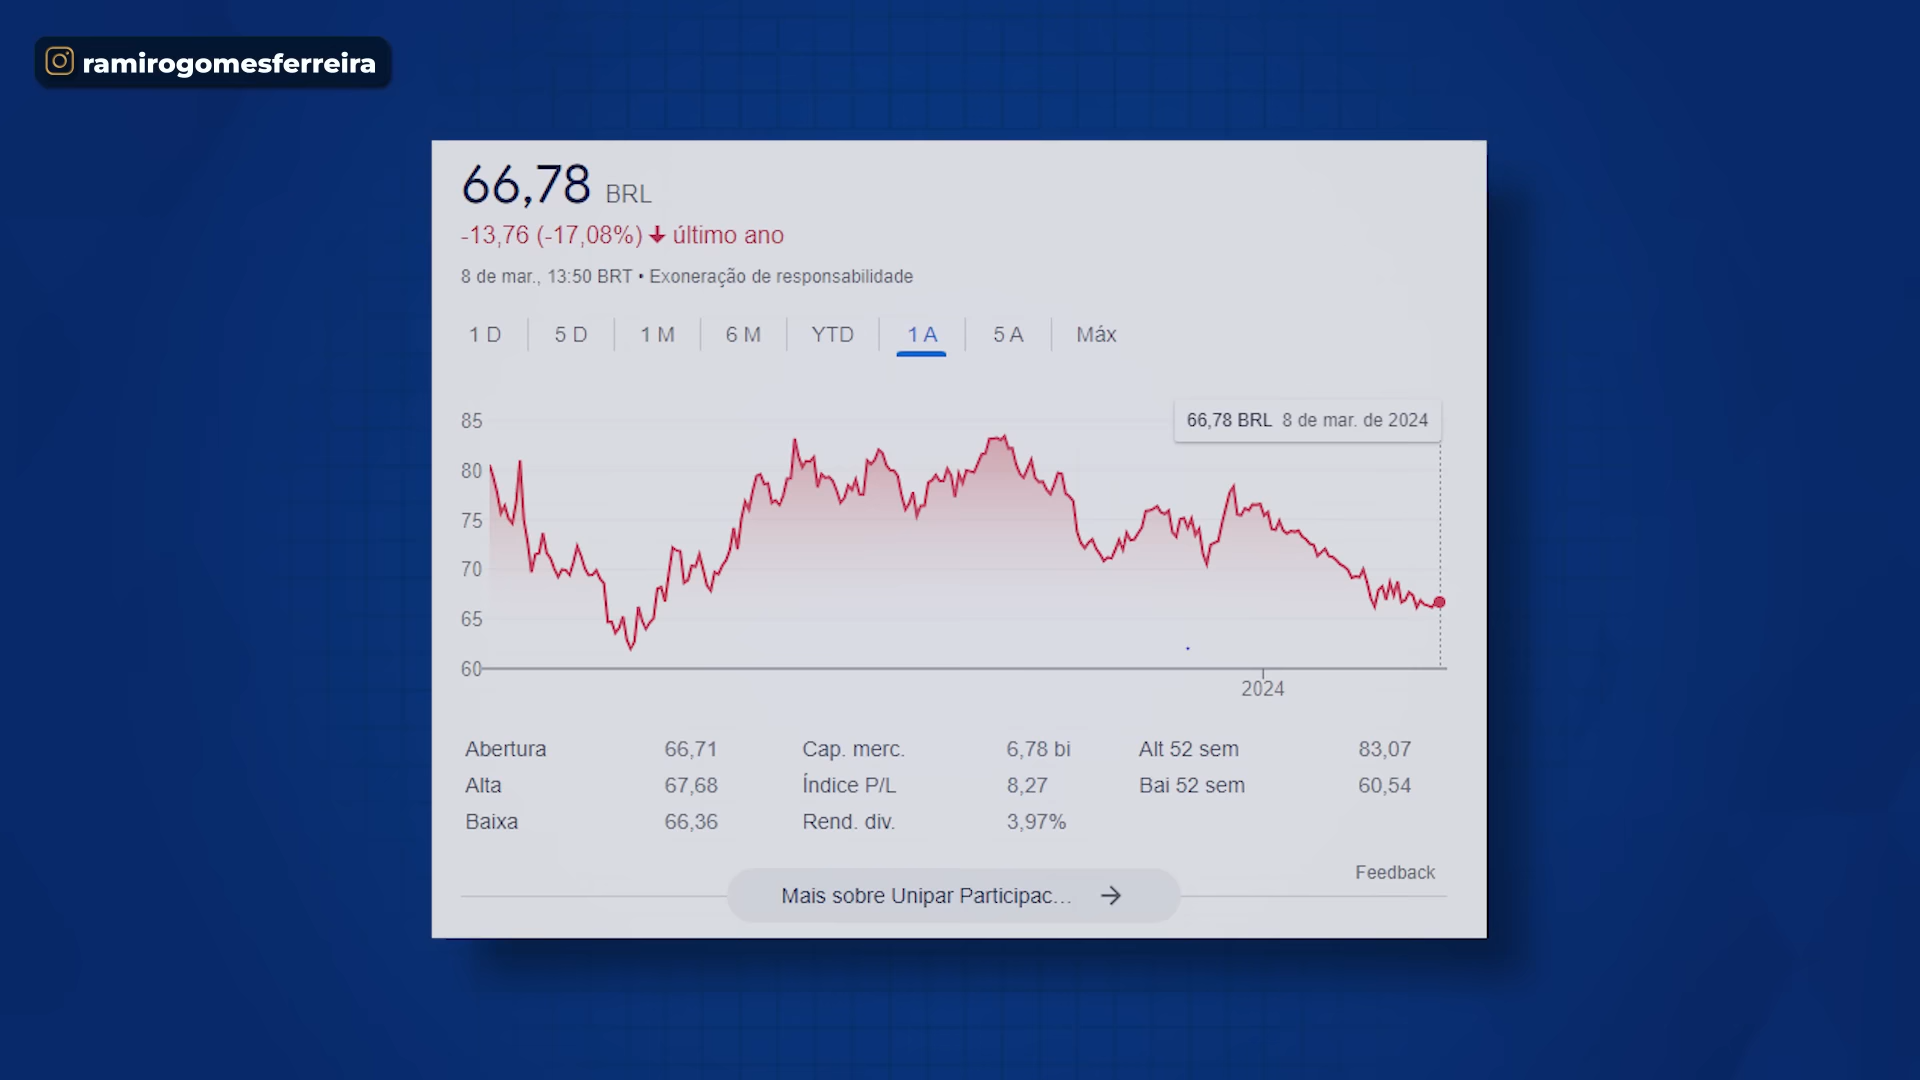 ramirogomesferreira
66,78 BRL
-13,76 (-17,08%) último ano
8 de mar., 13:50 BRT • Exoneração de responsabilidade
1 D 5 D 1 M 6 M YTD 1 A 5 A Máx
66,78 BRL 8 de mar. de 2024
85
80
75
70
65
60
2024
Abertura 66,71 Cap. merc. 6,78 bi Alt 52 sem 83,07
Alta 67,68 Índice P/L 8,27 Bai 52 sem 60,54
Baixa 66,36 Rend. div. 3,97%
Feedback
Mais sobre Unipar Participac...